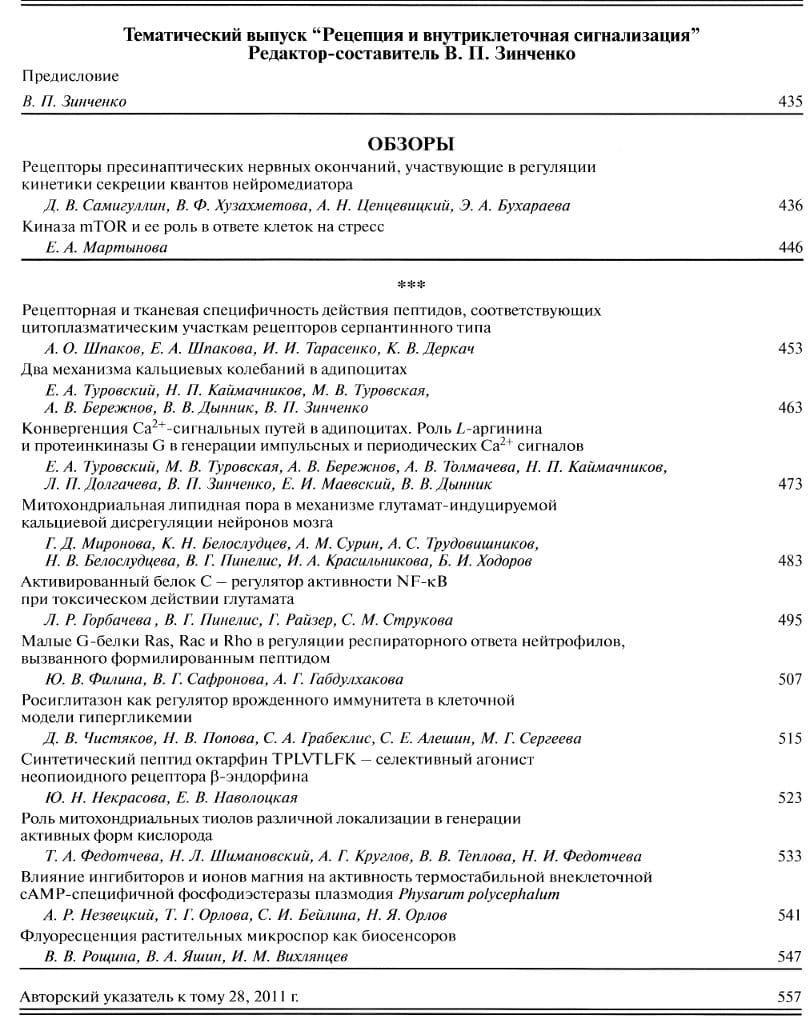 Тематический выпуск “Рецепция и внутриклеточная сигнализация”
Редактор-составитель В. П. Зинченко
Предисловие
В. П. Зинченко 435
ОБЗОРЫ
Рецепторы пресинаптических нервных окончаний, участвующие в регуляции
кинетики секреции квантов нейромедиатора
Д. В. Самигуллин, В. Ф. Хузахметова, А. Н. Ценцевицкий, Э. А. Бухараева 436
Киназа mTOR и ее роль в ответе клеток на стресс
Е. А. Мартынова 446
***
Рецепторная и тканевая специфичность действия пептидов, соответствующих
цитоплазматическим участкам рецепторов серпантинного типа
А. О. Шпаков, Е. А. Шпакова, И. И. Тарасенко, К. В. Деркач 453
Два механизма кальциевых колебаний в адипоцитах
Е. А. Туровский, Н. П. Каймачников, М. В. Туровская,
А. В. Бережнов, В. В. Дынник, В. П. Зинченко 463
Конвергенция Ca²⁺-сигнальных путей в адипоцитах. Роль L-аргинина
и протеинкиназы G в генерации импульсных и периодических Ca²⁺ сигналов
Е. А. Туровский, М. В. Туровская, А. В. Бережнов, А. В. Толмачева, Н. П. Каймачников,
Л. П. Долгачева, В. П. Зинченко, Е. И. Маевский, В. В. Дынник 473
Митохондриальная липидная пора в механизме глутамат-индуцируемой
кальциевой дисрегуляции нейронов мозга
Г. Д. Миронова, К. Н. Белослудцев, А. М. Сурин, А. С. Трудовишников,
Н. В. Белослудцева, В. Г. Пинелис, И. А. Красильникова, Б. И. Ходоров 483
Активированный белок С – регулятор активности NF-κB
при токсическом действии глутамата
Л. Р. Горбачева, В. Г. Пинелис, Г. Райзер, С. М. Струкова 495
Малые G-белки Ras, Rac и Rho в регуляции респираторного ответа нейтрофилов,
вызванного формилированным пептидом
Ю. В. Филина, В. Г. Сафронова, А. Г. Габдулхакова 507
Росиглитазон как регулятор врожденного иммунитета в клеточной
модели гипергликемии
Д. В. Чистяков, Н. В. Попова, С. А. Грабеклис, С. Е. Алешин, М. Г. Сергеева 515
Синтетический пептид октарфин TPLVTLFK – селективный агонист
неопиоидного рецептора β-эндорфина
Ю. Н. Некрасова, Е. В. Наволоцкая 523
Роль митохондриальных тиолов различной локализации в генерации
активных форм кислорода
Т. А. Федотчева, Н. Л. Шимановский, А. Г. Круглов, В. В. Теплова, Н. И. Федотчева 533
Влияние ингибиторов и ионов магния на активность термостабильной внеклеточной
cAMP-специфичной фосфодиэстеразы плазмодия Physarum polycephalum
А. Р. Незвецкий, Т. Г. Орлова, С. И. Бейлина, Н. Я. Орлов 541
Флуоресценция растительных микроспор как биосенсоров
В. В. Рощина, В. А. Яшин, И. М. Вихлянцев 547
Авторский указатель к тому 28, 2011 г. 557